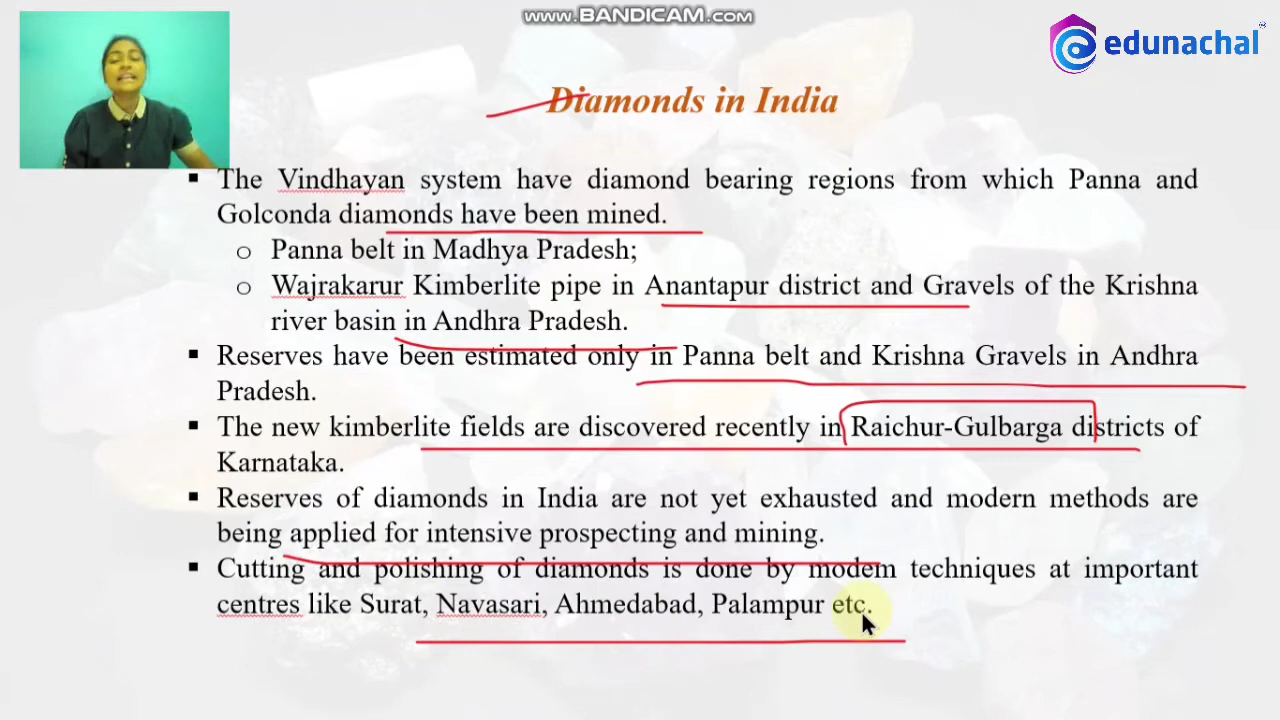 www.BANDICAM.com
edunachal
Diamonds in India
▪ The Vindhayan system have diamond bearing regions from which Panna and
Golconda diamonds have been mined.
o Panna belt in Madhya Pradesh;
o Wajrakarur Kimberlite pipe in Anantapur district and Gravels of the Krishna
river basin in Andhra Pradesh.
▪ Reserves have been estimated only in Panna belt and Krishna Gravels in Andhra
Pradesh.
▪ The new kimberlite fields are discovered recently in Raichur-Gulbarga districts of
Karnataka.
▪ Reserves of diamonds in India are not yet exhausted and modern methods are
being applied for intensive prospecting and mining.
▪ Cutting and polishing of diamonds is done by modem techniques at important
centres like Surat, Navasari, Ahmedabad, Palampur etc.